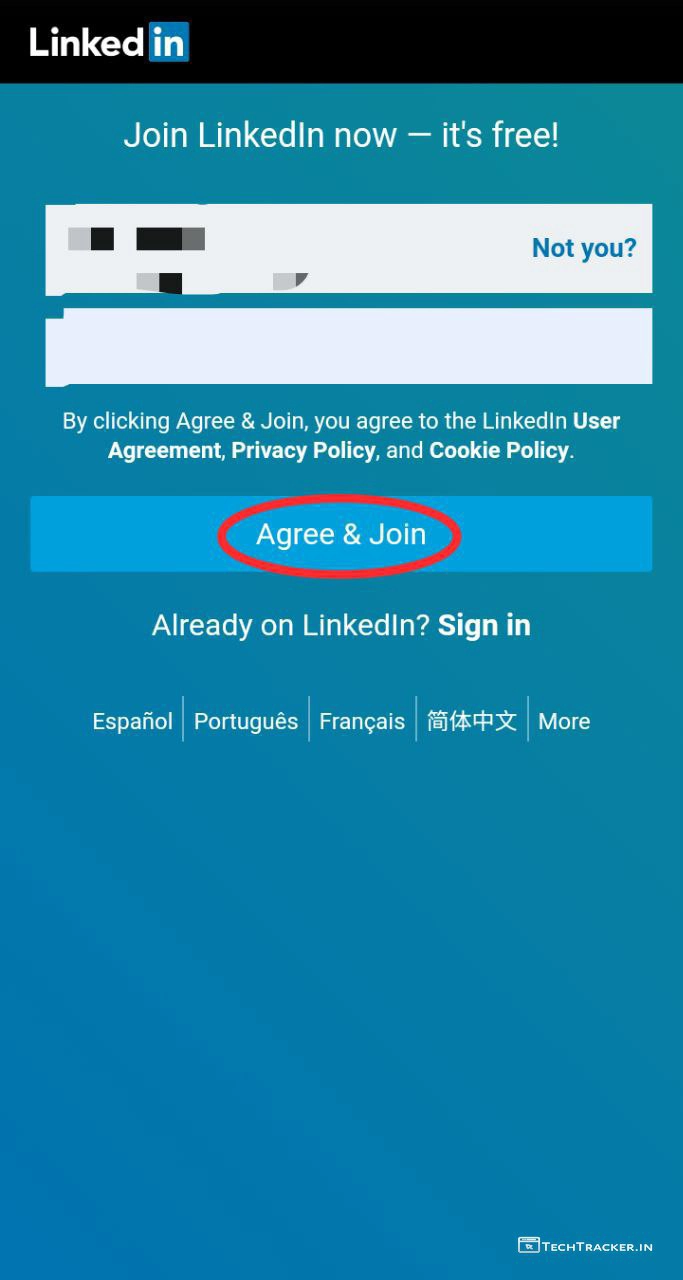 Linked in
Join LinkedIn now — it's free!
Not you?
By clicking Agree & Join, you agree to the LinkedIn User
Agreement, Privacy Policy, and Cookie Policy.
Agree & Join
Already on LinkedIn? Sign in
Español Português Français 简体中文 More
TechTracker.in